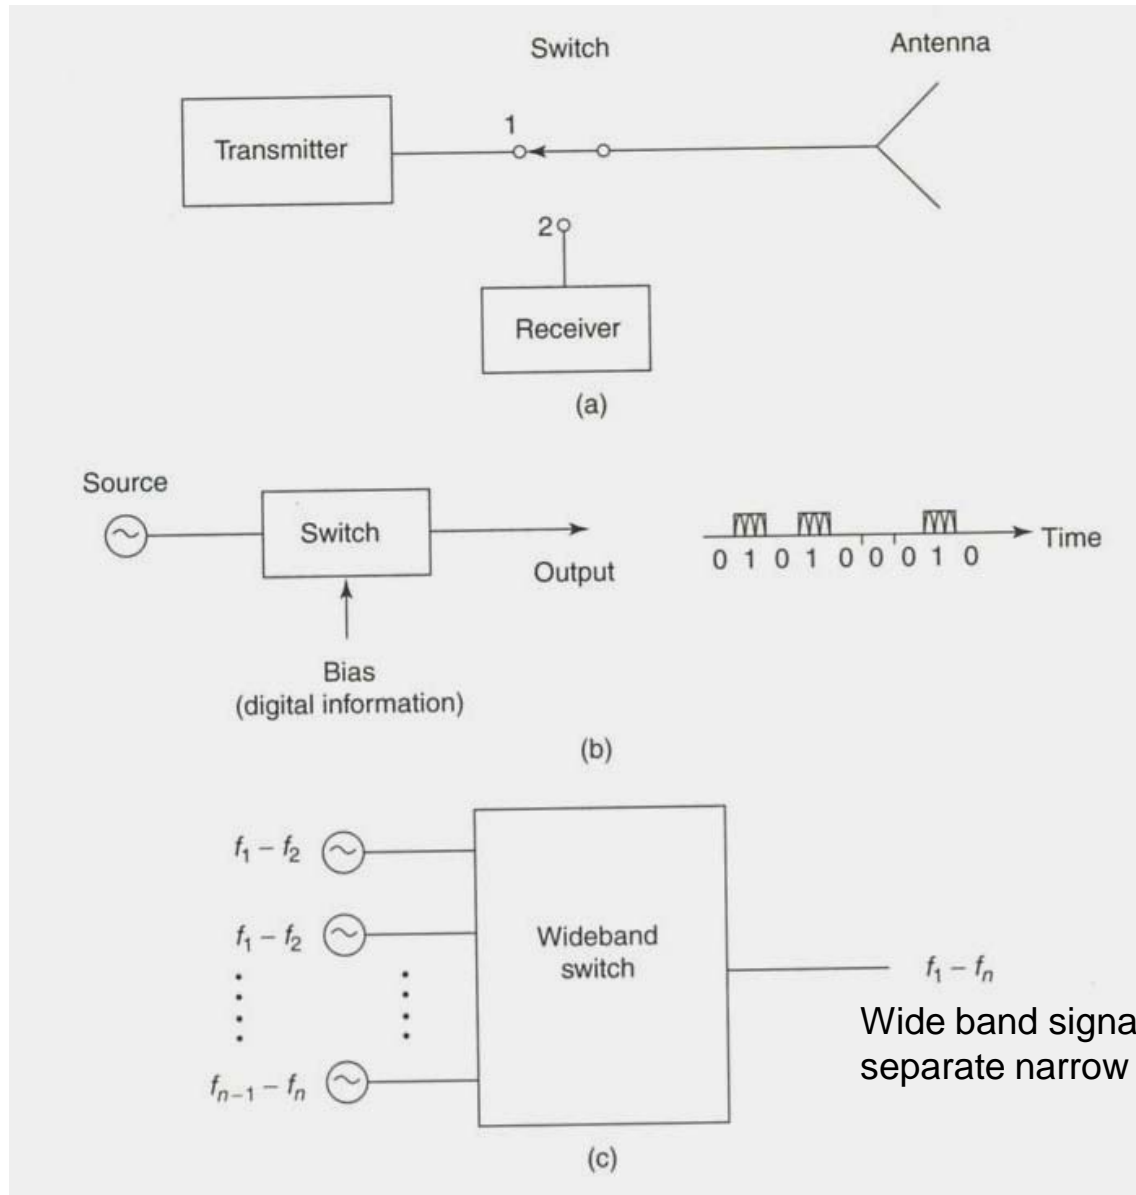 Switch
Antenna
Transmitter
1
2
Receiver
(a)
Source
Switch
Output
Time
0 1 0 1 0 0 0 1 0
Bias
(digital information)
(b)
f₁ – f₂
f₁ – f₂
Wideband
switch
f₁ – fₙ
Wide band signa
separate narrow
fₙ₋₁ – fₙ
(c)